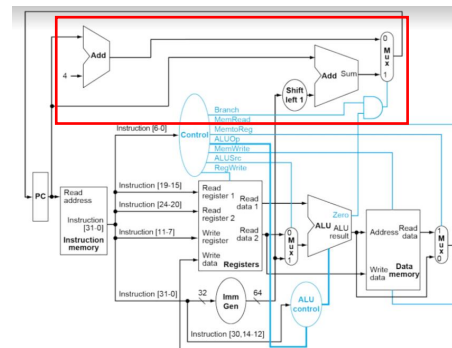 Add
4
Add Sum
Shift
left 1
0
M
u
x
1
Branch
MemRead
MemtoReg
ALUOp
MemWrite
ALUSrc
RegWrite
Control
Instruction [6-0]
PC
Read
address
Instruction
[31-0]
Instruction
memory
Instruction [19-15]
Instruction [24-20]
Instruction [11-7]
Instruction [31-0]
Instruction [30,14-12]
Read
register 1
Read
register 2
Write
register
Write
data
Read
data 1
Read
data 2
Registers
32
64
Imm
Gen
0
M
u
x
1
Zero
ALU
ALU
result
ALU
control
Address
Read
data
Write
data
Data
memory
1
M
u
x
0